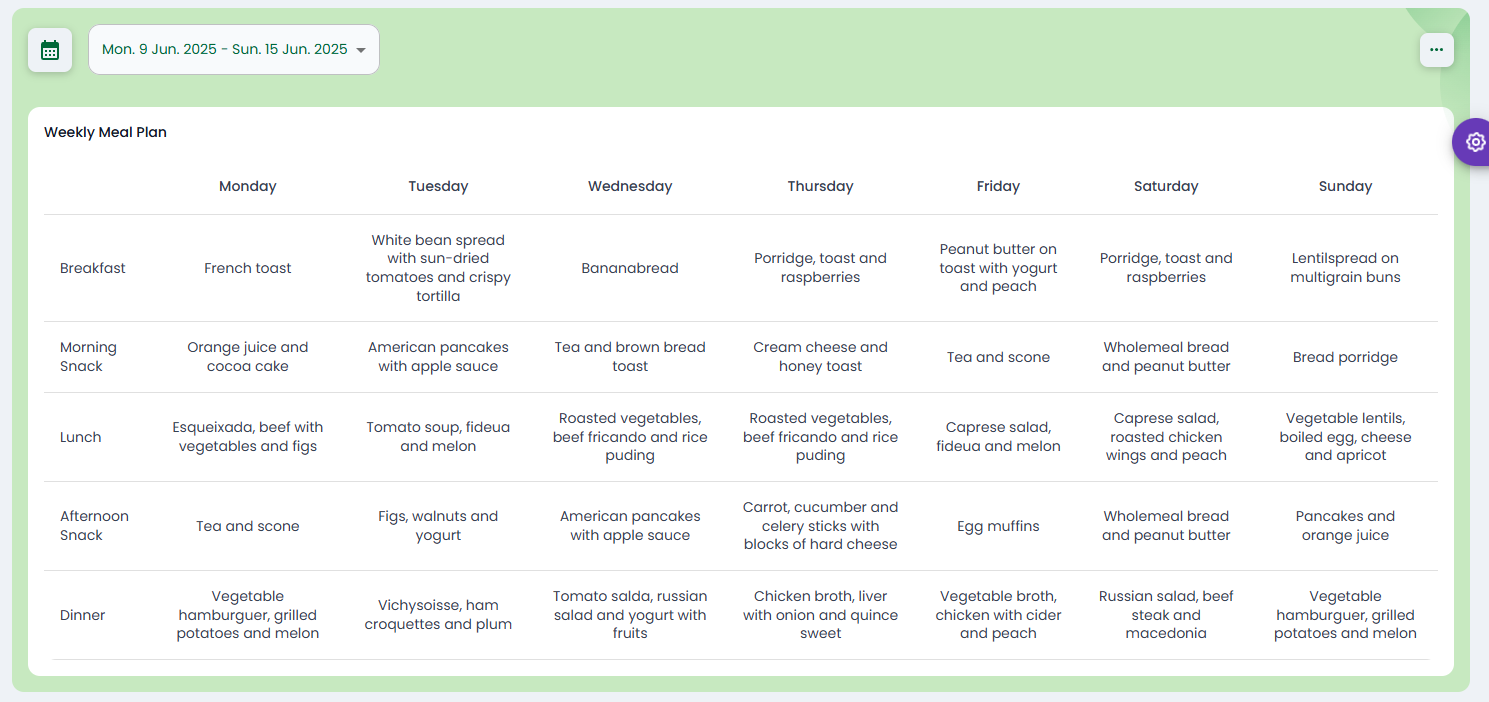 Mon. 9 Jun. 2025 - Sun. 15 Jun. 2025
Weekly Meal Plan
Monday Tuesday Wednesday Thursday Friday Saturday Sunday
Breakfast
French toast
White bean spread
with sun-dried
tomatoes and crispy
tortilla
Bananabread
Porridge, toast and
raspberries
Peanut butter on
toast with yogurt
and peach
Porridge, toast and
raspberries
Lentilspread on
multigrain buns
Morning
Snack
Orange juice and
cocoa cake
American pancakes
with apple sauce
Tea and brown bread
toast
Cream cheese and
honey toast
Tea and scone
Wholemeal bread
and peanut butter
Bread porridge
Lunch
Esqueixada, beef with
vegetables and figs
Tomato soup, fideua
and melon
Roasted vegetables,
beef fricando and rice
puding
Roasted vegetables,
beef fricando and rice
puding
Caprese salad,
fideua and melon
Caprese salad,
roasted chicken
wings and peach
Vegetable lentils,
boiled egg, cheese
and apricot
Afternoon
Snack
Tea and scone
Figs, walnuts and
yogurt
American pancakes
with apple sauce
Carrot, cucumber and
celery sticks with
blocks of hard cheese
Egg muffins
Wholemeal bread
and peanut butter
Pancakes and
orange juice
Dinner
Vegetable
hamburguer, grilled
potatoes and melon
Vichysoisse, ham
croquettes and plum
Tomato salda, russian
salad and yogurt with
fruits
Chicken broth, liver
with onion and quince
sweet
Vegetable broth,
chicken with cider
and peach
Russian salad, beef
steak and
macedonia
Vegetable
hamburguer, grilled
potatoes and melon